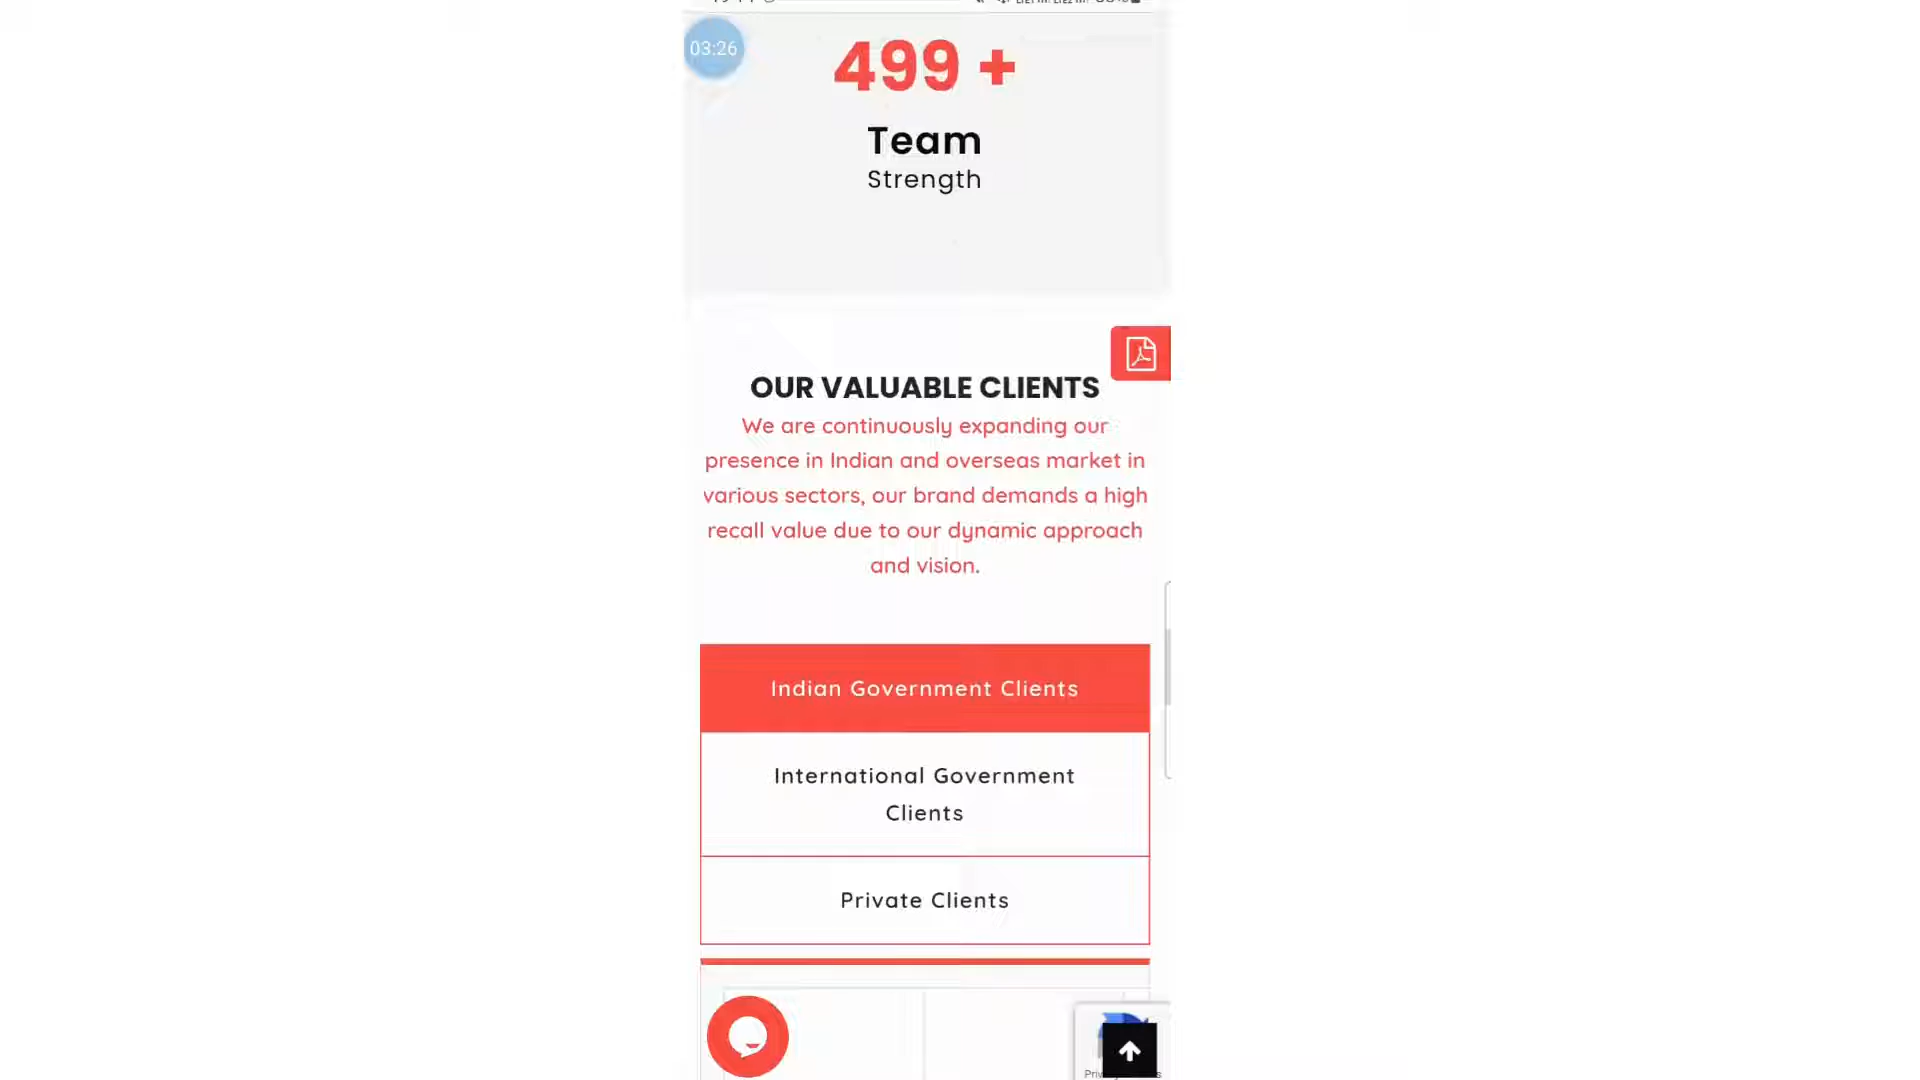 03:26
499 +
Team
Strength
OUR VALUABLE CLIENTS
We are continuously expanding our
presence in Indian and overseas market in
various sectors, our brand demands a high
recall value due to our dynamic approach
and vision.
Indian Government Clients
International Government
Clients
Private Clients